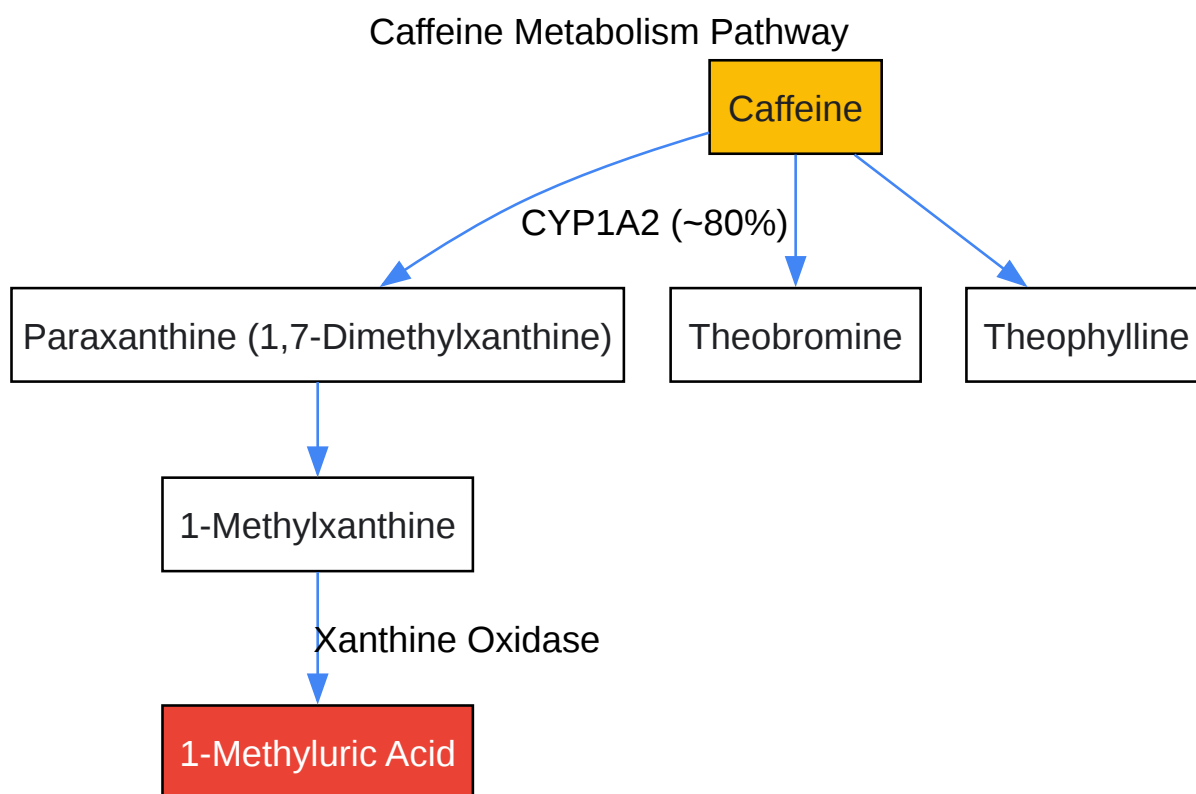 Caffeine Metabolism Pathway
Caffeine
CYP1A2 (~80%)
Paraxanthine (1,7-Dimethylxanthine)
Theobromine
Theophylline
1-Methylxanthine
Xanthine Oxidase
1-Methyluric Acid